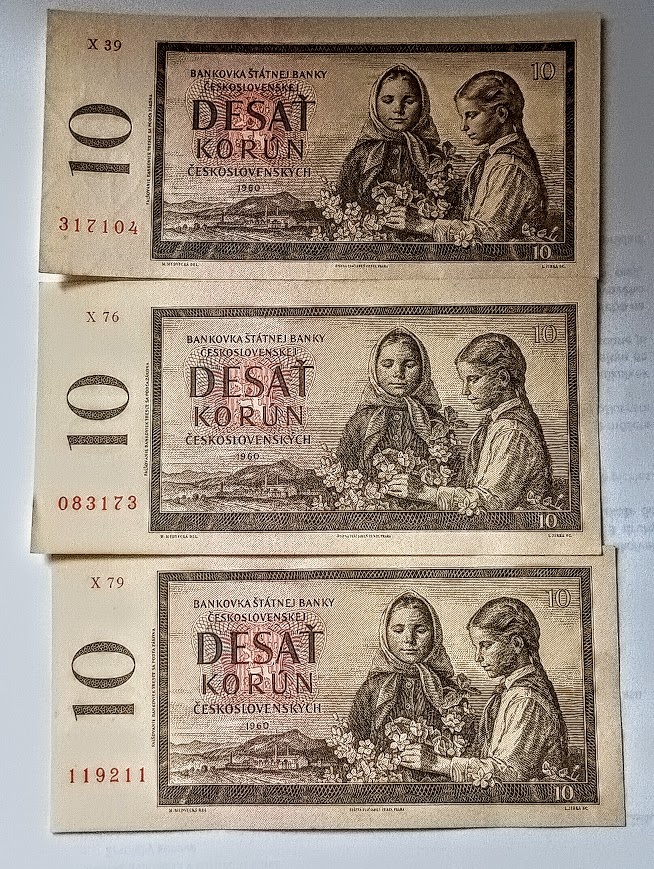 X 39
BANKOVKA ŠTÁTNEJ BANKY
ČESKOSLOVENSKEJ
DESAŤ
KORÚN
ČESKOSLOVENSKÝCH
1960
10
10
317104
10
X 76
BANKOVKA ŠTÁTNEJ BANKY
ČESKOSLOVENSKEJ
DESAŤ
KORÚN
ČESKOSLOVENSKÝCH
1960
10
10
083173
10
X 79
BANKOVKA ŠTÁTNEJ BANKY
ČESKOSLOVENSKEJ
DESAŤ
KORÚN
ČESKOSLOVENSKÝCH
1960
10
10
119211
10